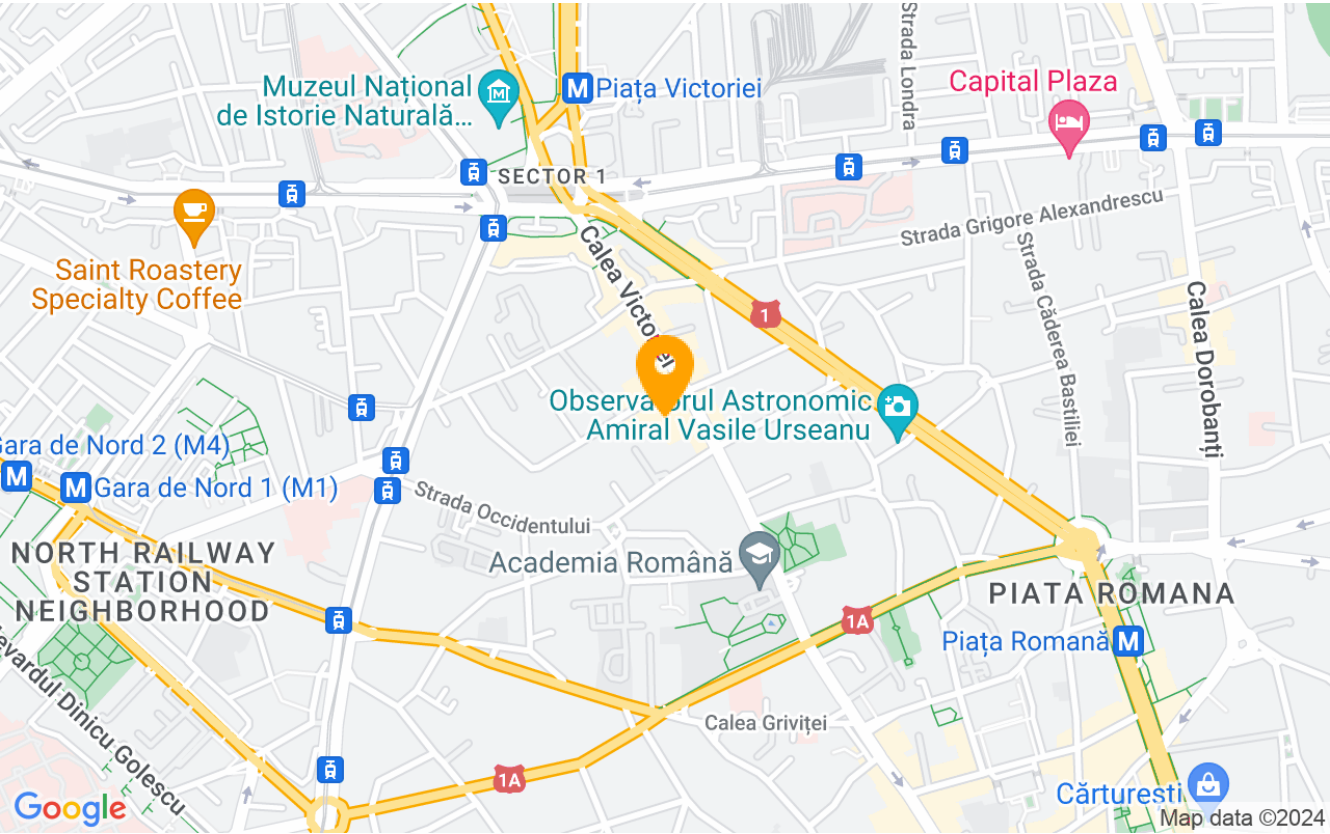 Strada Londra
Muzeul Național
de Istorie Naturală...
M
Piața Victoriei
Capital Plaza
SECTOR 1
Strada Grigore Alexandrescu
Saint Roastery
Specialty Coffee
Calea Victoriei
1
Strada Căderea Bastiliei
Calea Dorobanți
Observatorul Astronomic
Amiral Vasile Urseanu
Gara de Nord 2 (M4)
M
M
Gara de Nord 1 (M1)
Strada Occidentului
Academia Română
NORTH RAILWAY
STATION
NEIGHBORHOOD
PIATA ROMANA
1A
Piața Romană
M
Calea Griviței
1A
Bulevardul Dinicu Golescu
Cărturesti
Google
Map data ©2024